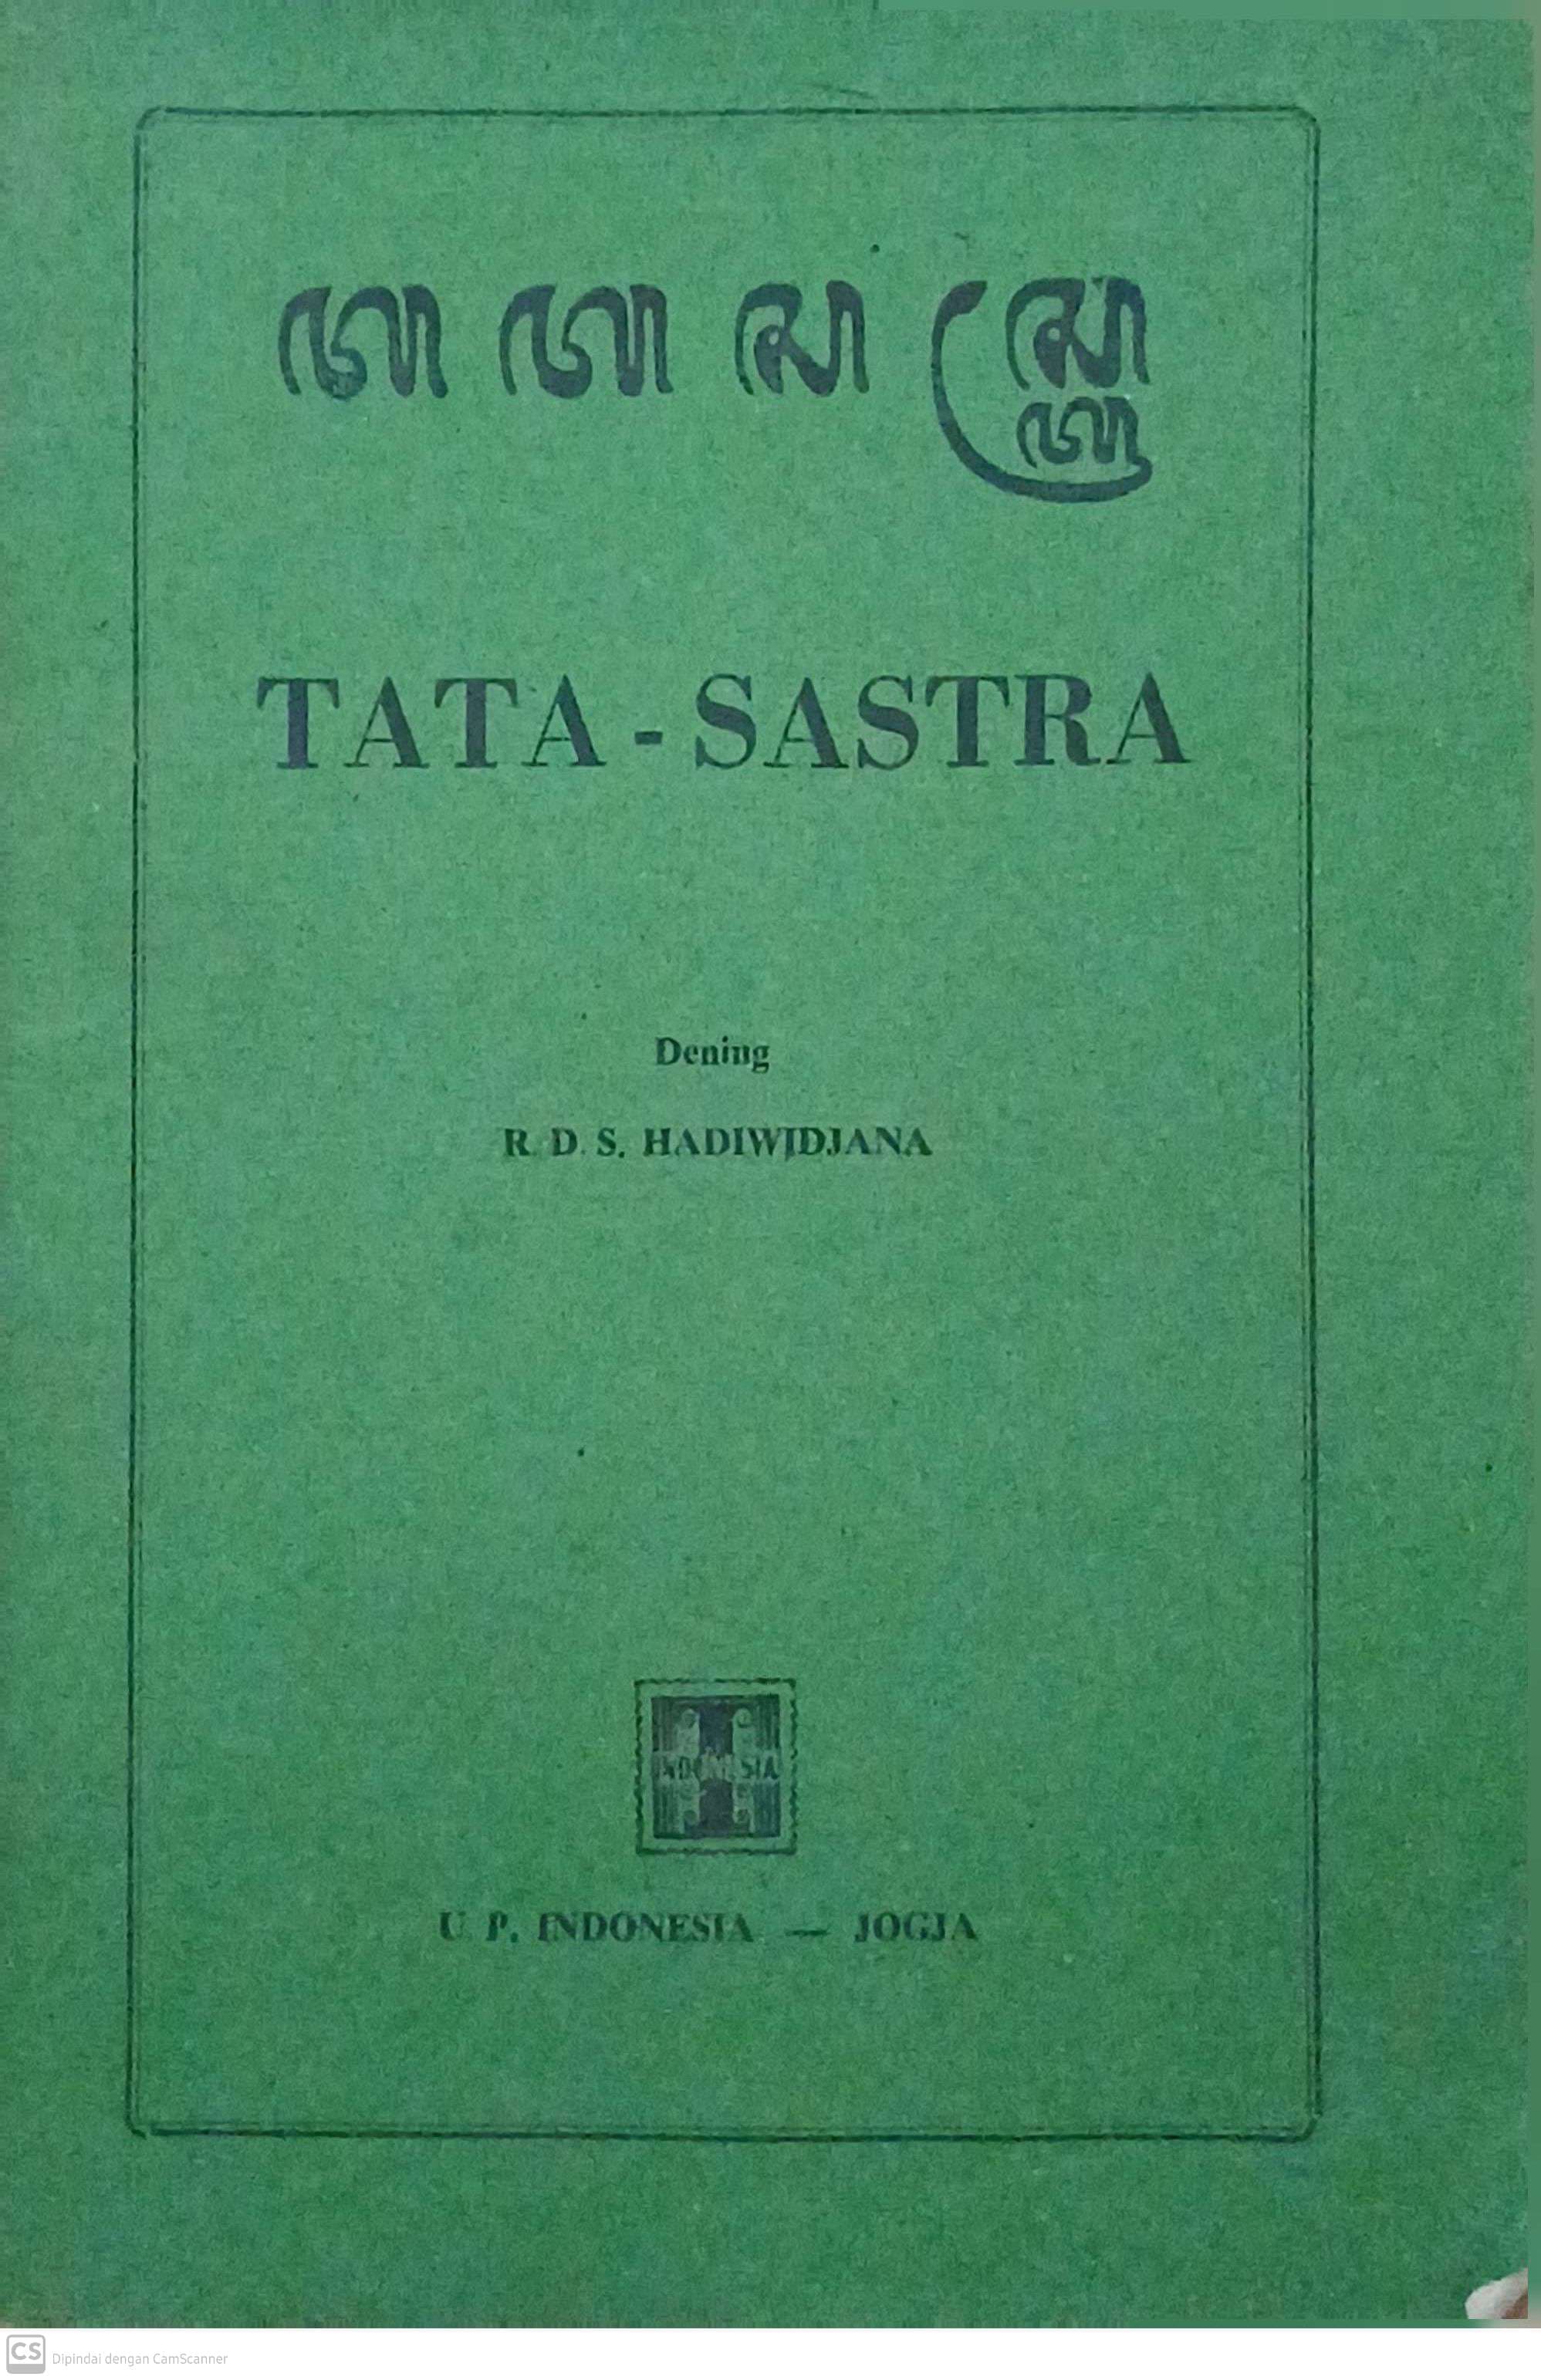 ꦠꦠꦱꦱ꧀ꦠꦿ
TATA - SASTRA
Dening
R. D. S. HADIWIDJANA
INDONESIA
U. P. INDONESIA — JOGJA
CS Dipindai dengan CamScanner